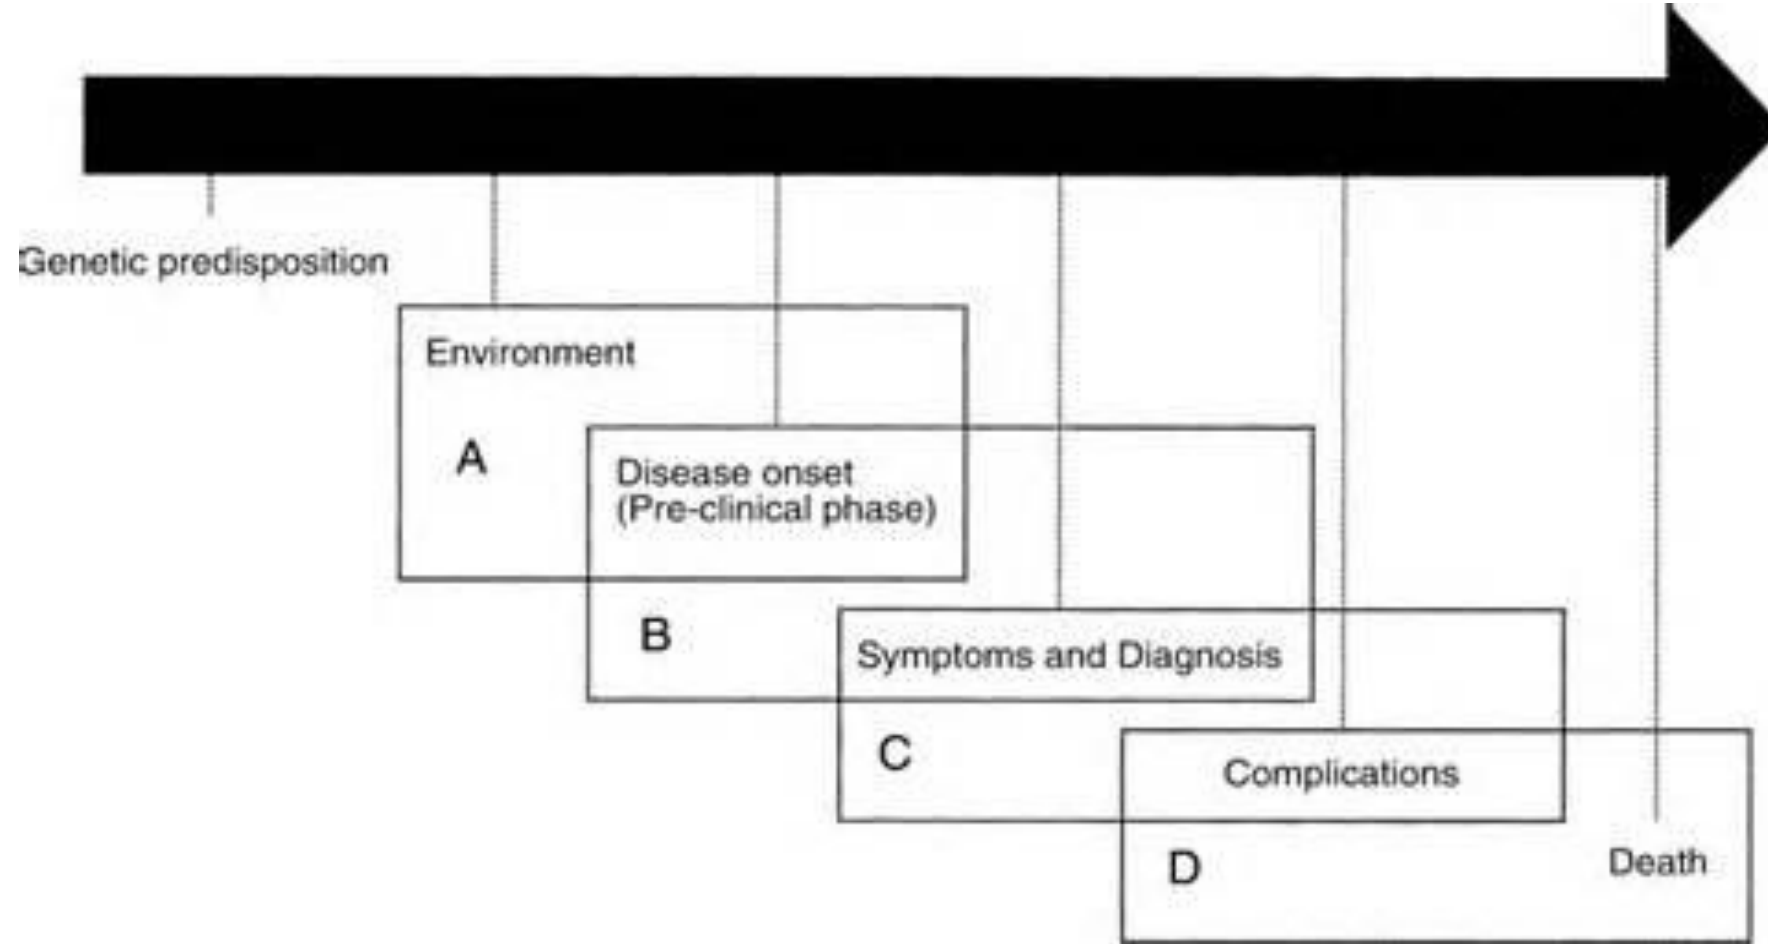 Genetic predisposition
Environment
A
Disease onset
(Pre-clinical phase)
B
Symptoms and Diagnosis
C
Complications
D
Death